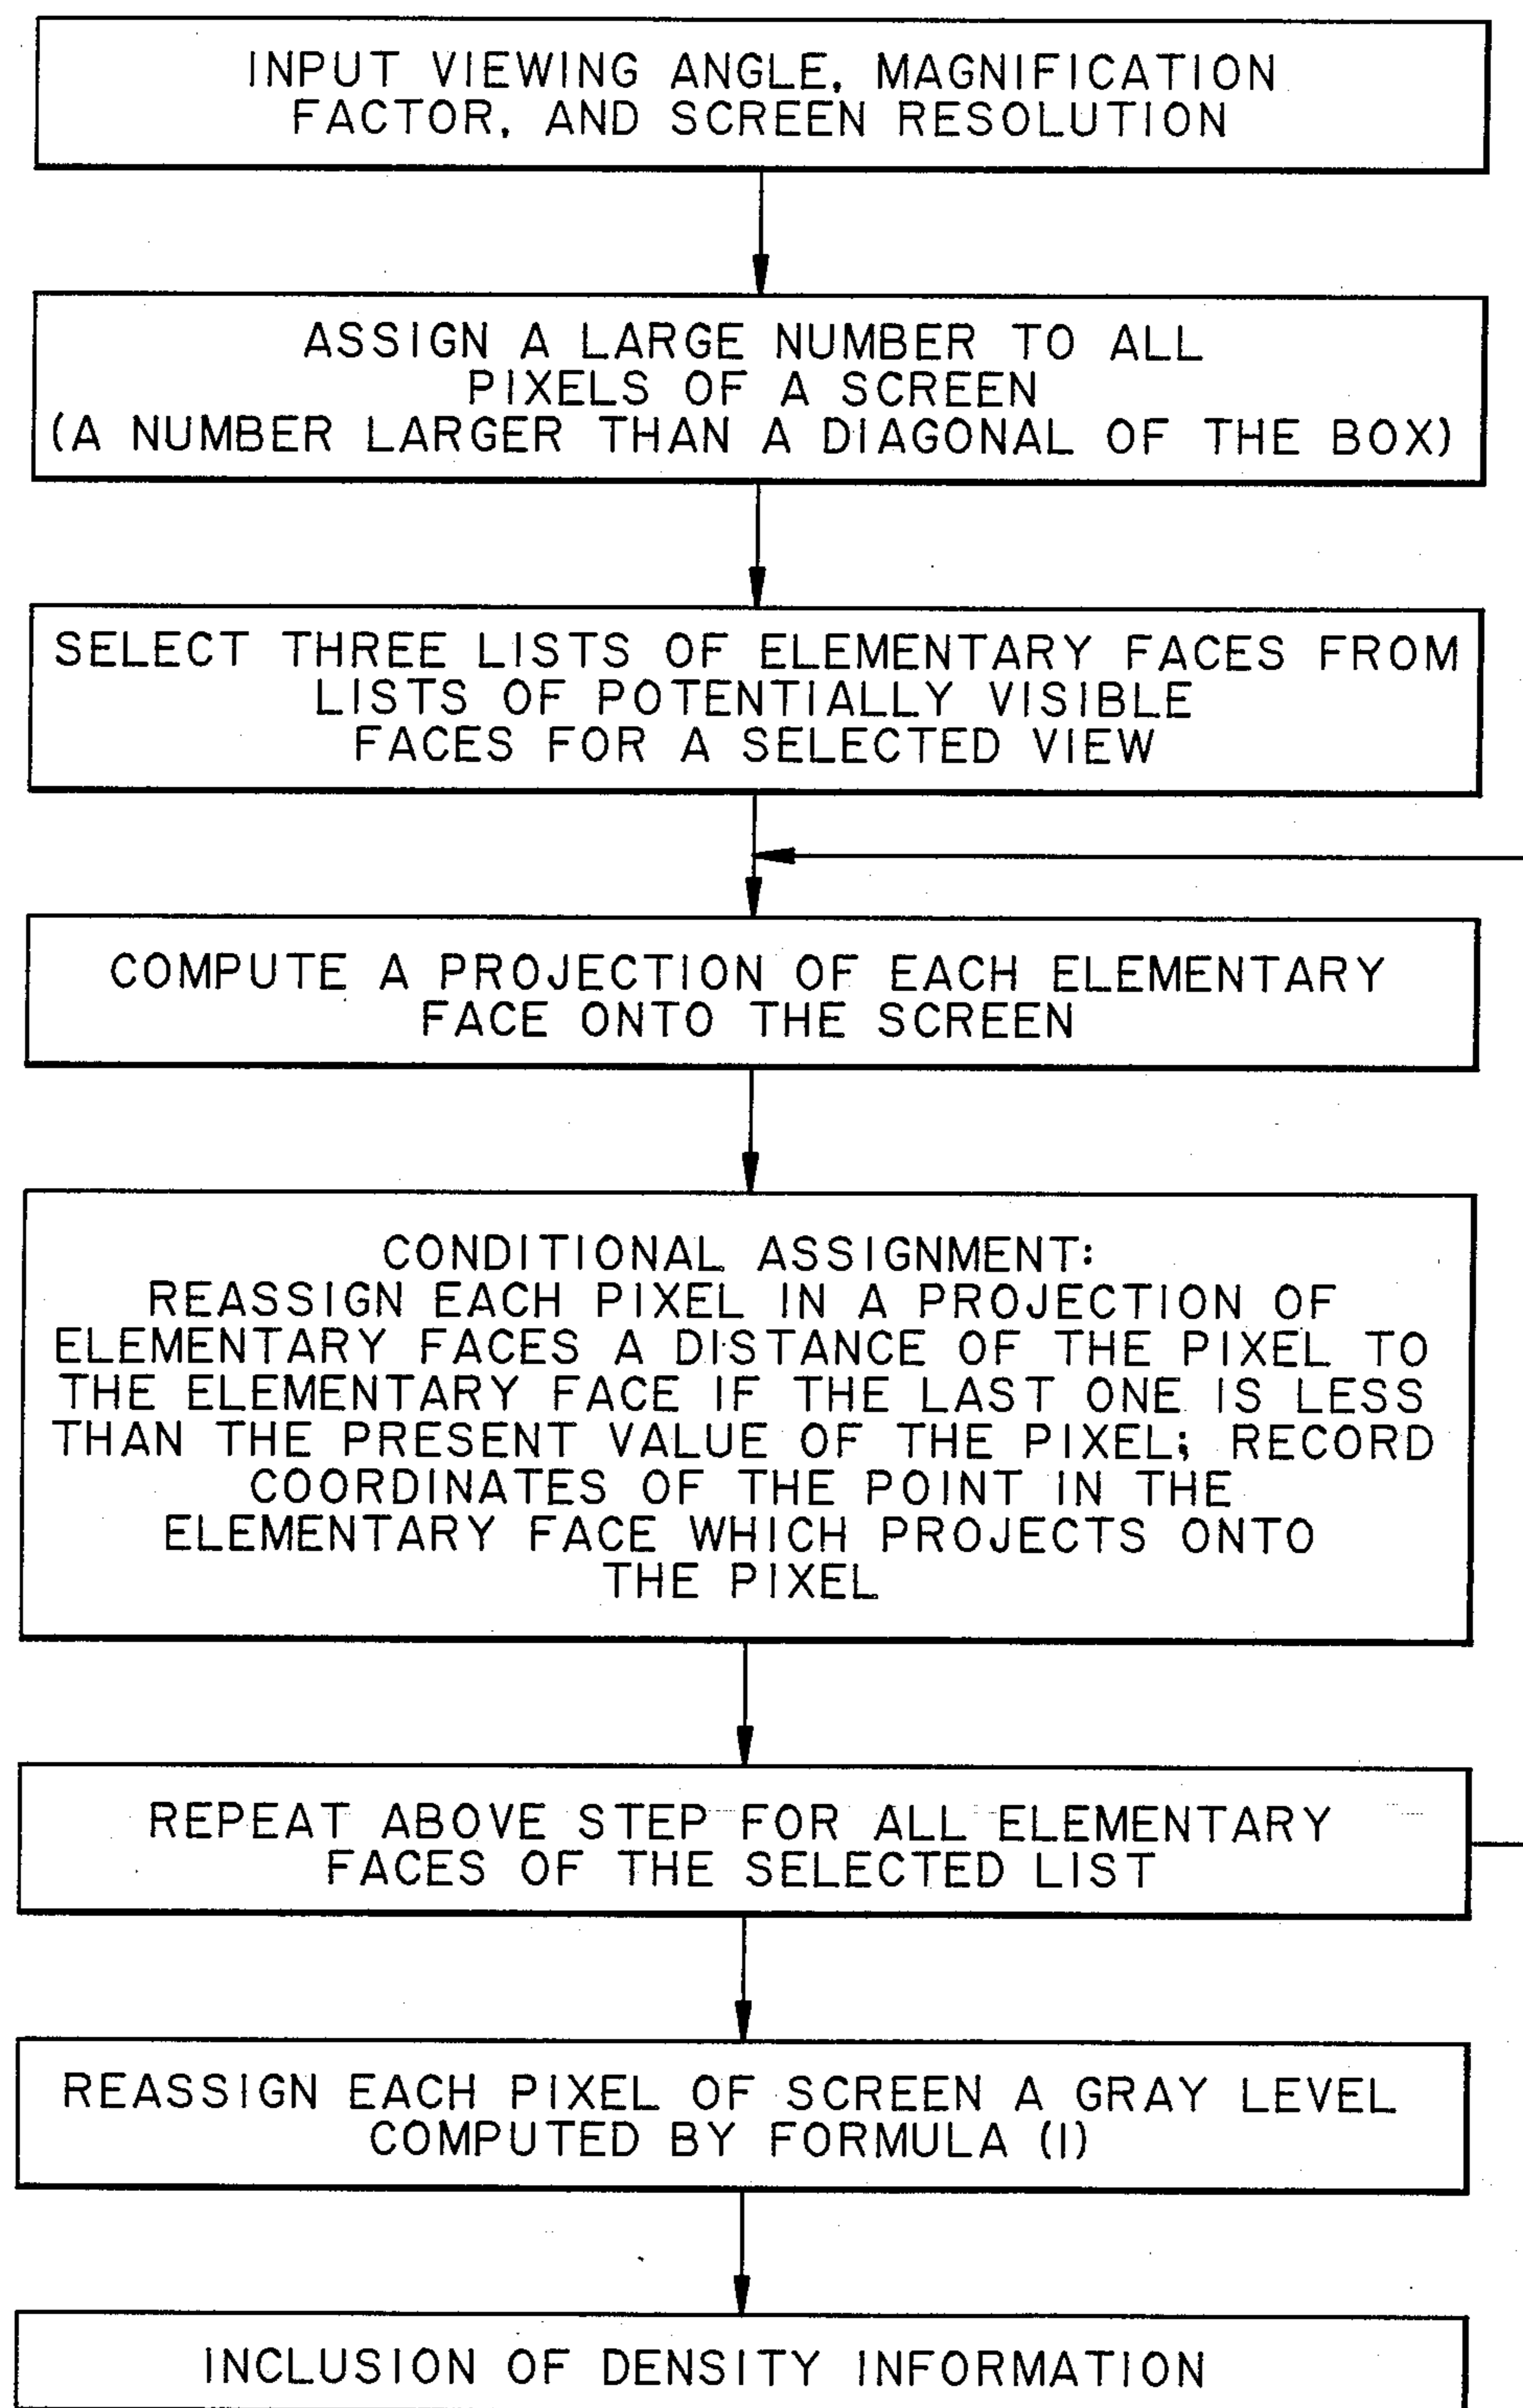 INPUT VIEWING ANGLE, MAGNIFICATION
FACTOR, AND SCREEN RESOLUTION
ASSIGN A LARGE NUMBER TO ALL
PIXELS OF A SCREEN
(A NUMBER LARGER THAN A DIAGONAL OF THE BOX)
SELECT THREE LISTS OF ELEMENTARY FACES FROM
LISTS OF POTENTIALLY VISIBLE
FACES FOR A SELECTED VIEW
COMPUTE A PROJECTION OF EACH ELEMENTARY
FACE ONTO THE SCREEN
CONDITIONAL ASSIGNMENT:
REASSIGN EACH PIXEL IN A PROJECTION OF
ELEMENTARY FACES A DISTANCE OF THE PIXEL TO
THE ELEMENTARY FACE IF THE LAST ONE IS LESS
THAN THE PRESENT VALUE OF THE PIXEL; RECORD
COORDINATES OF THE POINT IN THE
ELEMENTARY FACE WHICH PROJECTS ONTO
THE PIXEL
REPEAT ABOVE STEP FOR ALL ELEMENTARY
FACES OF THE SELECTED LIST
REASSIGN EACH PIXEL OF SCREEN A GRAY LEVEL
COMPUTED BY FORMULA (1)
INCLUSION OF DENSITY INFORMATION